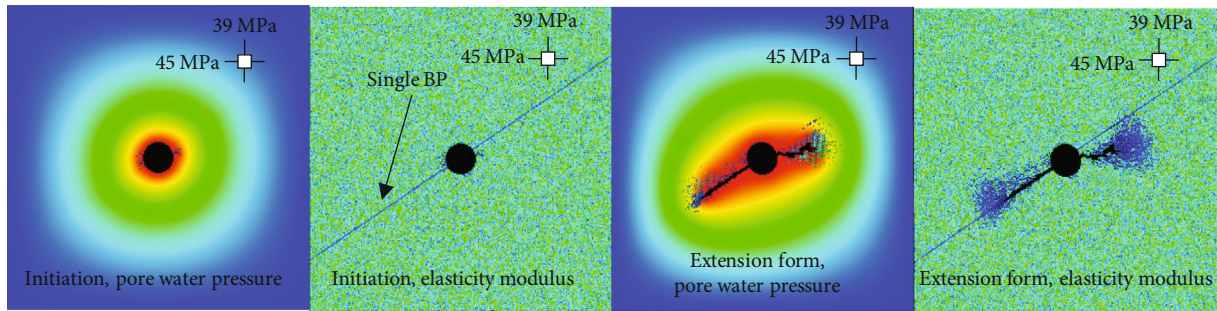 39 MPa
45 MPa
Initiation, pore water pressure
39 MPa
45 MPa
Single BP
Initiation, elasticity modulus
39 MPa
45 MPa
Extension form,
pore water pressure
39 MPa
45 MPa
Extension form, elasticity modulus